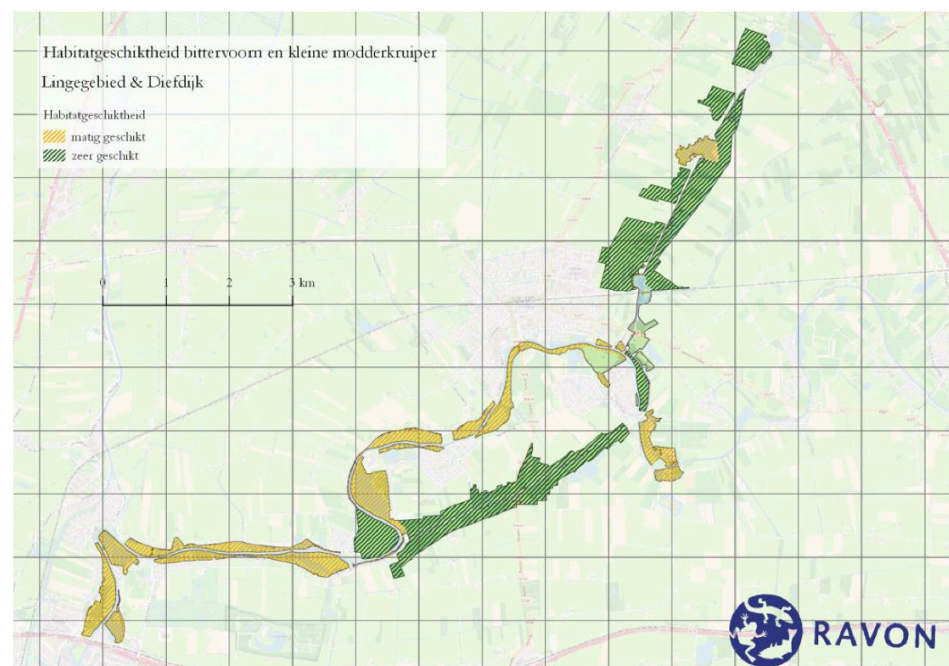 Habitatgeschiktheid bittervoorn en kleine modderkruiper
Lingegebied & Diefdijk
Habitatgeschiktheid
matig geschikt
zeer geschikt
0 1 2 3 km
RAVON